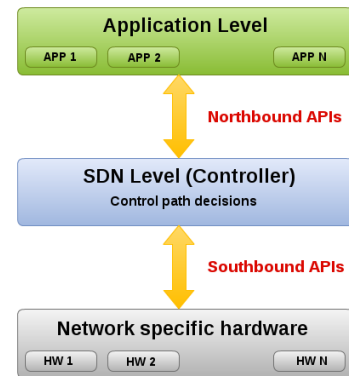 Application Level
APP 1 APP 2 APP N
Northbound APIs
SDN Level (Controller)
Control path decisions
Southbound APIs
Network specific hardware
HW 1 HW 2 HW N